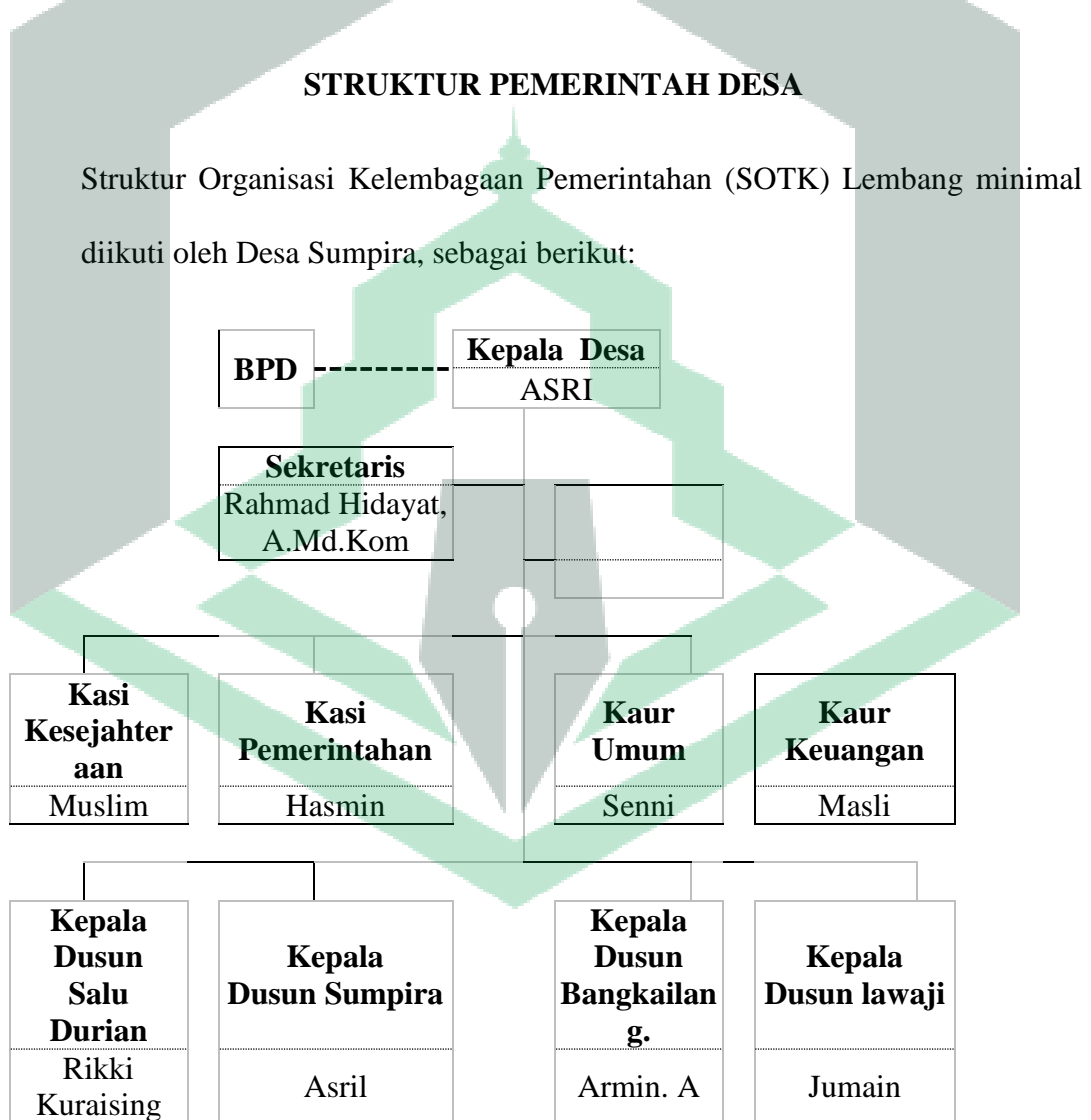 STRUKTUR PEMERINTAH DESA
Struktur Organisasi Kelembagaan Pemerintahan (SOTK) Lembang minimal
diikuti oleh Desa Sumpira, sebagai berikut:
BPD
Kepala Desa
ASRI
Sekretaris
Rahmad Hidayat,
A.Md.Kom
Kasi
Kesejahter
aan
Muslim
Kasi
Pemerintahan
Hasmin
Kaur
Umum
Senni
Kaur
Keuangan
Masli
Kepala
Dusun
Salu
Durian
Rikki
Kuraising
Kepala
Dusun Sumpira
Asril
Kepala
Dusun
Bangkailan
g.
Armin. A
Kepala
Dusun lawaji
Jumain